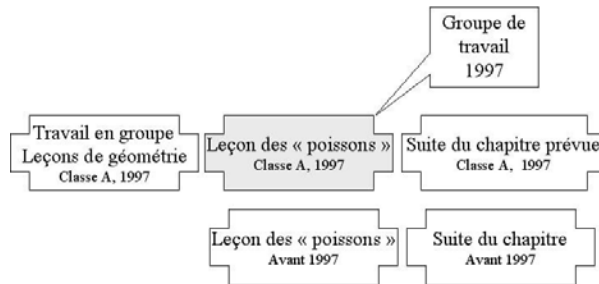 Groupe de
travail
1997
Travail en groupe
Leçons de géométrie
Classe A, 1997
Leçon des « poissons »
Classe A, 1997
Suite du chapitre prévue
Classe A, 1997
Leçon des « poissons »
Avant 1997
Suite du chapitre
Avant 1997